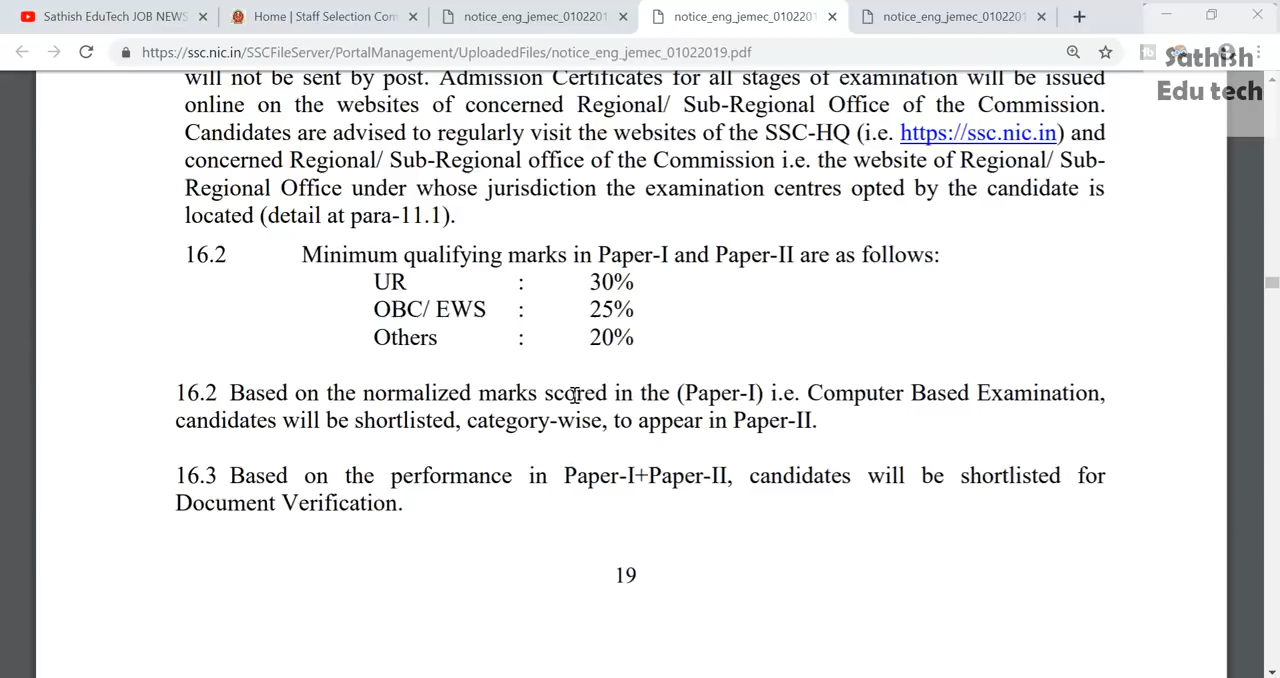 Sathish EduTech JOB NEWS
Home | Staff Selection Com
notice_eng_jemec_0102201
notice_eng_jemec_0102201
notice_eng_jemec_0102201
https://ssc.nic.in/SSCFileServer/PortalManagement/UploadedFiles/notice_eng_jemec_01022019.pdf
Sathish
Edu tech
will not be sent by post. Admission Certificates for all stages of examination will be issued
online on the websites of concerned Regional/ Sub-Regional Office of the Commission.
Candidates are advised to regularly visit the websites of the SSC-HQ (i.e. https://ssc.nic.in) and
concerned Regional/ Sub-Regional office of the Commission i.e. the website of Regional/ Sub-
Regional Office under whose jurisdiction the examination centres opted by the candidate is
located (detail at para-11.1).
16.2 Minimum qualifying marks in Paper-I and Paper-II are as follows:
UR : 30%
OBC/ EWS : 25%
Others : 20%
16.2 Based on the normalized marks scored in the (Paper-I) i.e. Computer Based Examination,
candidates will be shortlisted, category-wise, to appear in Paper-II.
16.3 Based on the performance in Paper-I+Paper-II, candidates will be shortlisted for
Document Verification.
19